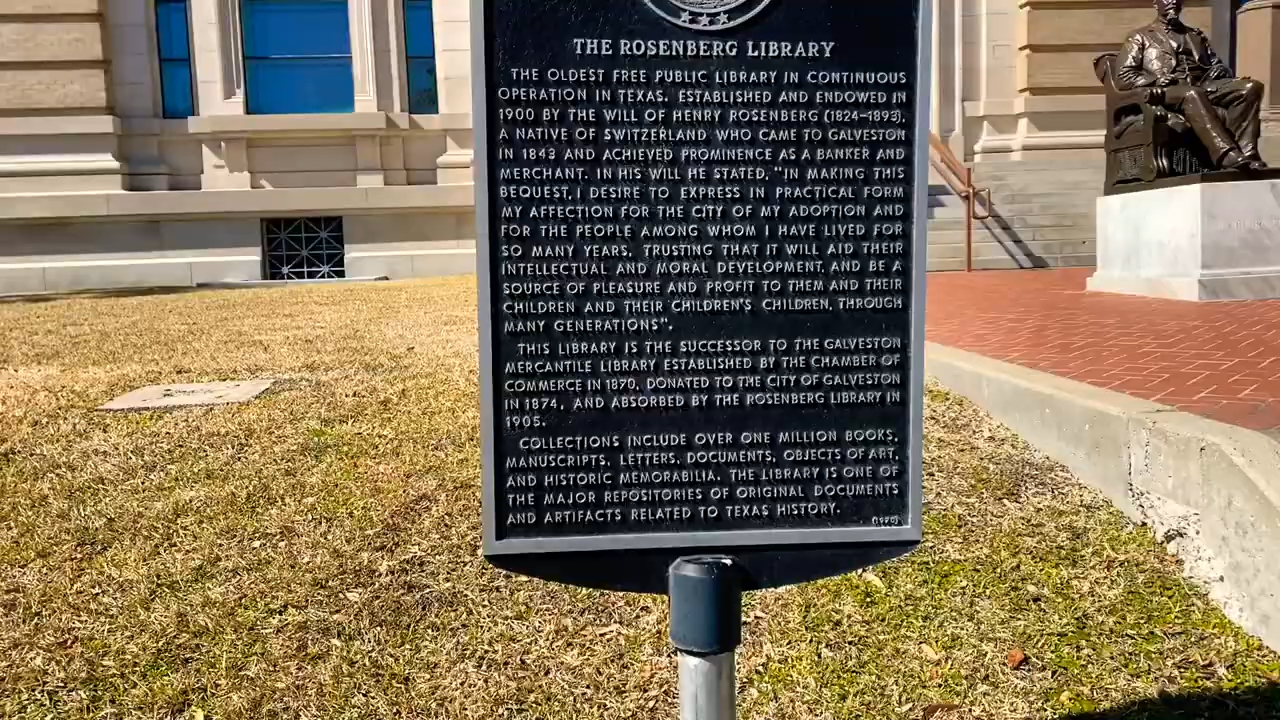 THE ROSENBERG LIBRARY
THE OLDEST FREE PUBLIC LIBRARY IN CONTINUOUS
OPERATION IN TEXAS. ESTABLISHED AND ENDOWED IN
1900 BY THE WILL OF HENRY ROSENBERG (1824-1893),
A NATIVE OF SWITZERLAND WHO CAME TO GALVESTON
IN 1843 AND ACHIEVED PROMINENCE AS A BANKER AND
MERCHANT. IN HIS WILL HE STATED, "IN MAKING THIS
BEQUEST, I DESIRE TO EXPRESS IN PRACTICAL FORM
MY AFFECTION FOR THE CITY OF MY ADOPTION AND
FOR THE PEOPLE AMONG WHOM I HAVE LIVED FOR
SO MANY YEARS, TRUSTING THAT IT WILL AID THEIR
INTELLECTUAL AND MORAL DEVELOPMENT, AND BE A
SOURCE OF PLEASURE AND PROFIT TO THEM AND THEIR
CHILDREN AND THEIR CHILDREN'S CHILDREN, THROUGH
MANY GENERATIONS".
THIS LIBRARY IS THE SUCCESSOR TO THE GALVESTON
MERCANTILE LIBRARY ESTABLISHED BY THE CHAMBER OF
COMMERCE IN 1870, DONATED TO THE CITY OF GALVESTON
IN 1874, AND ABSORBED BY THE ROSENBERG LIBRARY IN
1905.
COLLECTIONS INCLUDE OVER ONE MILLION BOOKS,
MANUSCRIPTS, LETTERS, DOCUMENTS, OBJECTS OF ART,
AND HISTORIC MEMORABILIA. THE LIBRARY IS ONE OF
THE MAJOR REPOSITORIES OF ORIGINAL DOCUMENTS
AND ARTIFACTS RELATED TO TEXAS HISTORY.